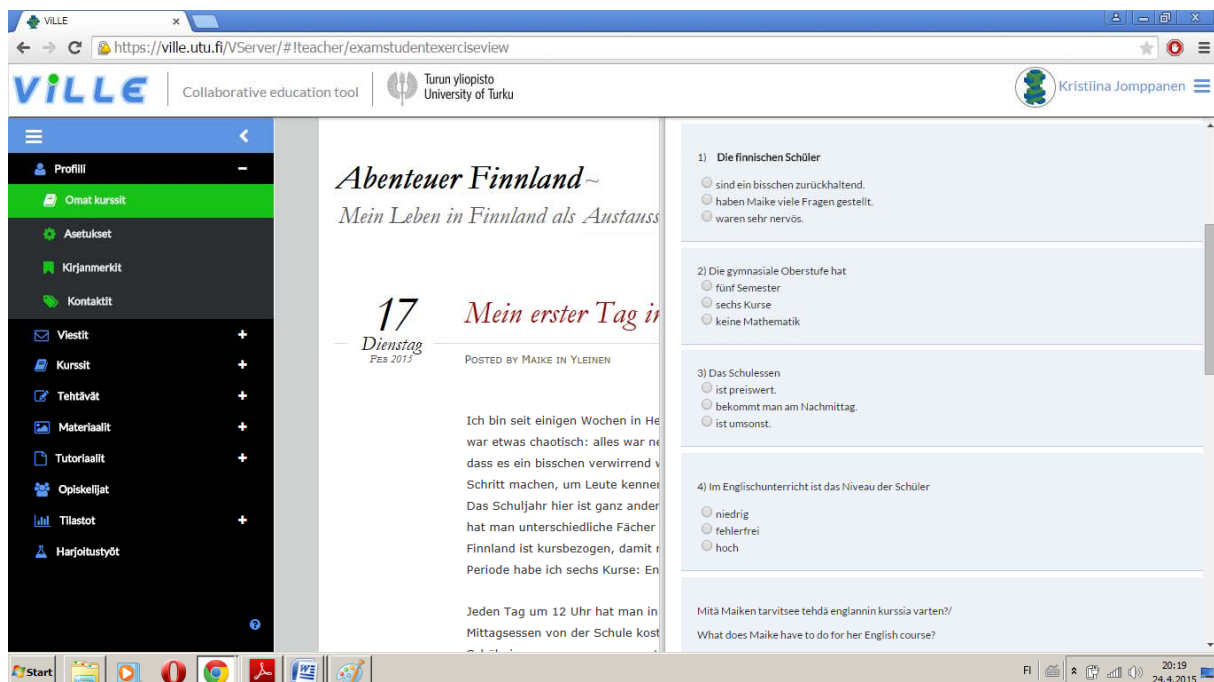 ViLLE
https://ville.utu.fi/VServer/#!teacher/examstudentexerciseview
ViLLE Collaborative education tool Turun yliopisto
University of Turku
Kristiina Jomppanen
Profiili
Omat kurssit
Asetukset
Kirjanmerkit
Kontaktit
Viestit
Kurssit
Tehtävät
Materiaalit
Tutoriaalit
Opiskelijat
Tilastot
Harjoitustyöt
Abenteuer Finnland~
Mein Leben in Finnland als Austauss
17
Dienstag
Feb 2015
Mein erster Tag in
Posted by Maike in Yleinen
Ich bin seit einigen Wochen in He
war etwas chaotisch: alles war ne
dass es ein bisschen verwirrend w
Schritt machen, um Leute kenner
Das Schuljahr hier ist ganz ander
hat man unterschiedliche Fächer
Finnland ist kursbezogen, damit
Periode habe ich sechs Kurse: En
Jeden Tag um 12 Uhr hat man in
Mittagsessen von der Schule kost
1) Die finnischen Schüler
sind ein bisschen zurückhaltend.
haben Maike viele Fragen gestellt.
waren sehr nervös.
2) Die gymnasiale Oberstufe hat
fünf Semester
sechs Kurse
keine Mathematik
3) Das Schulessen
ist preiswert.
bekommt man am Nachmittag.
ist umsonst.
4) Im Englischunterricht ist das Niveau der Schüler
niedrig
fehlerfrei
hoch
Mitä Maiken tarvitsee tehdä englannin kurssia varten?/
What does Maike have to do for her English course?
Start
FI
20:19
24.4.2015